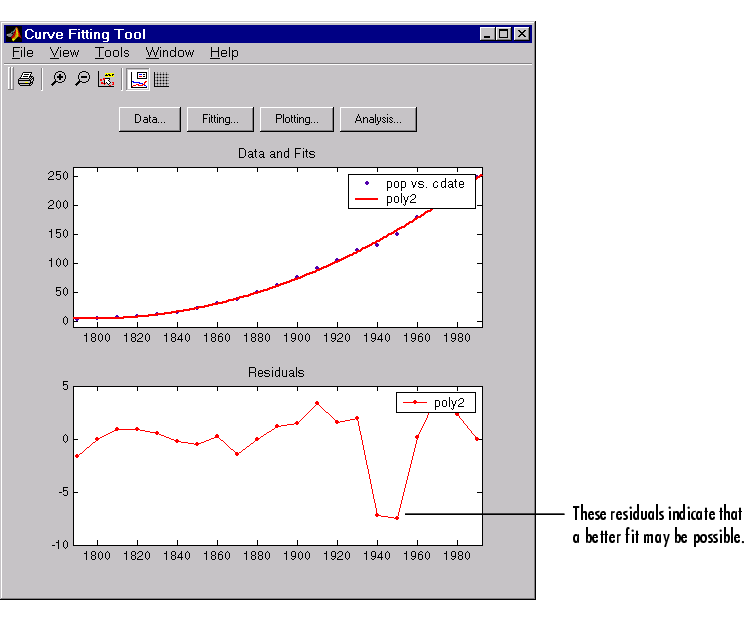 Curve Fitting Tool
File View Tools Window Help
Data... Fitting... Plotting... Analysis...
Data and Fits
250
200
150
100
50
0
pop vs. cdate
poly2
1800 1820 1840 1860 1880 1900 1920 1940 1960 1980
Residuals
5
0
-5
-10
poly2
1800 1820 1840 1860 1880 1900 1920 1940 1960 1980
These residuals indicate that
a better fit may be possible.